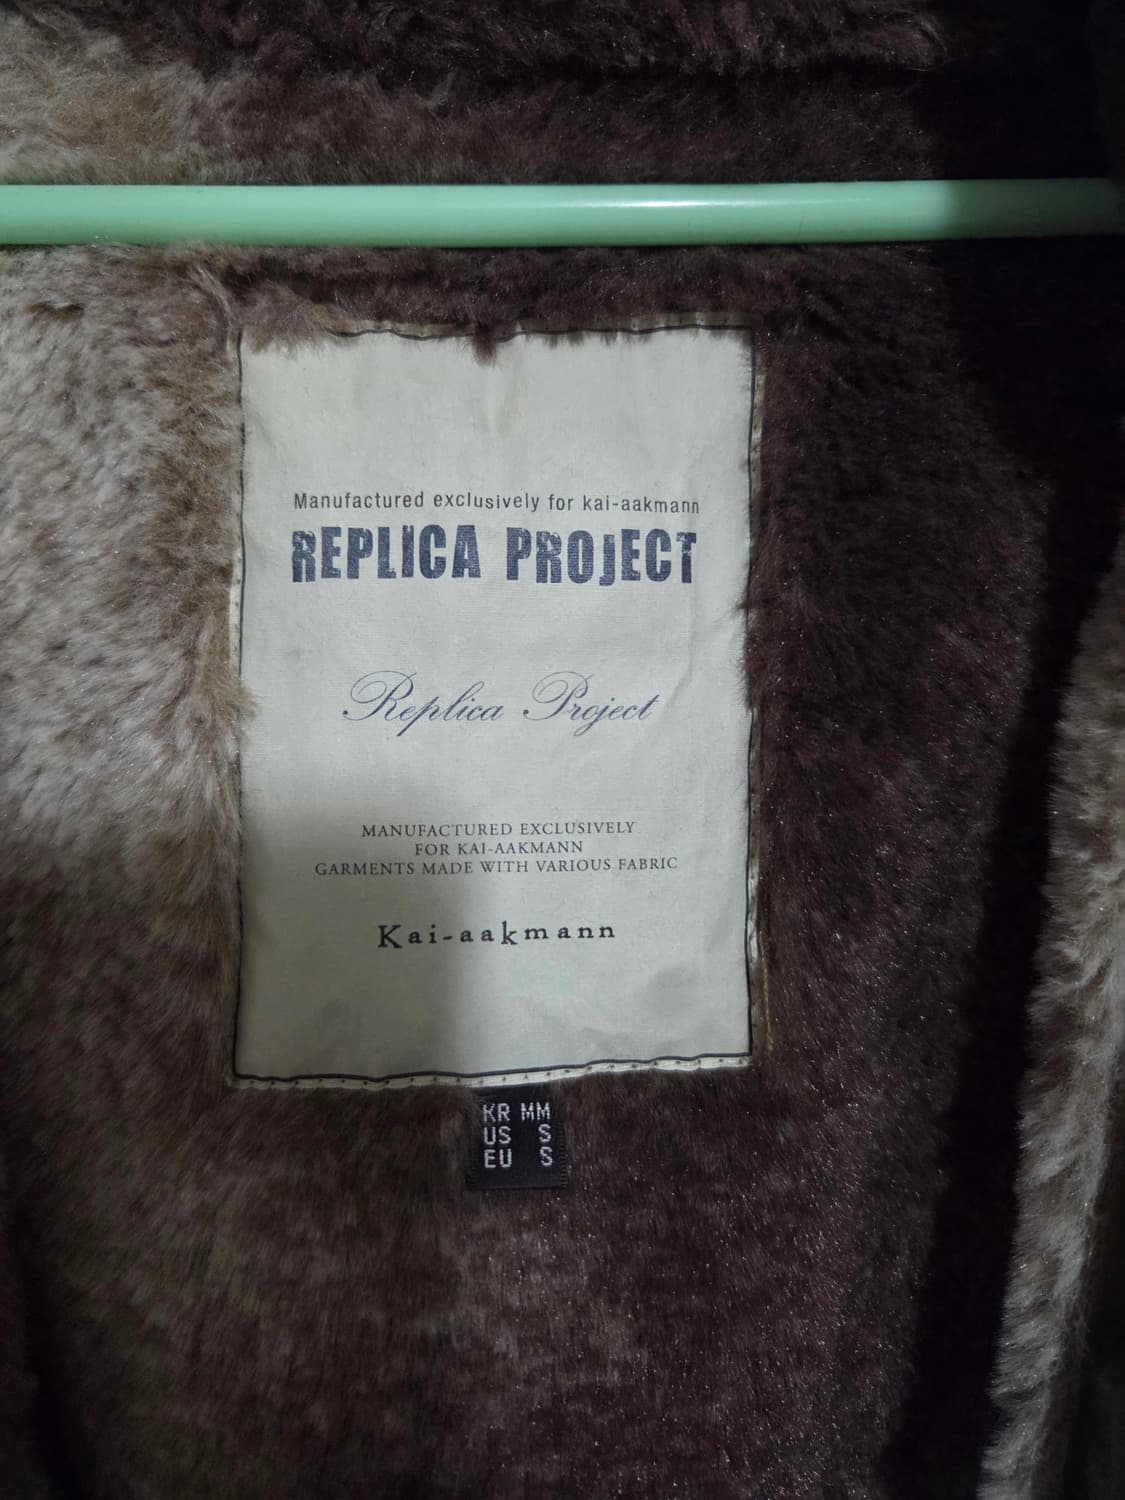 Manufactured exclusively for kai-aakmann
REPLICA PROJECT
Replica Project
MANUFACTURED EXCLUSIVELY
FOR KAI-AAKMANN
GARMENTS MADE WITH VARIOUS FABRIC
Kai-aakmann
KR MM
US S
EU S